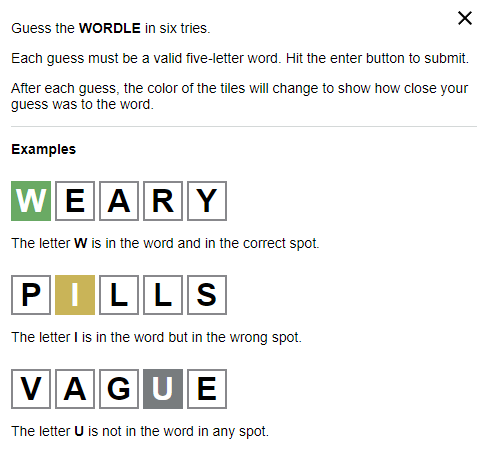 Guess the WORDLE in six tries.
Each guess must be a valid five-letter word. Hit the enter button to submit.
After each guess, the color of the tiles will change to show how close your
guess was to the word.
Examples
WEARY
The letter W is in the word and in the correct spot.
PILLS
The letter I is in the word but in the wrong spot.
VAGUE
The letter U is not in the word in any spot.